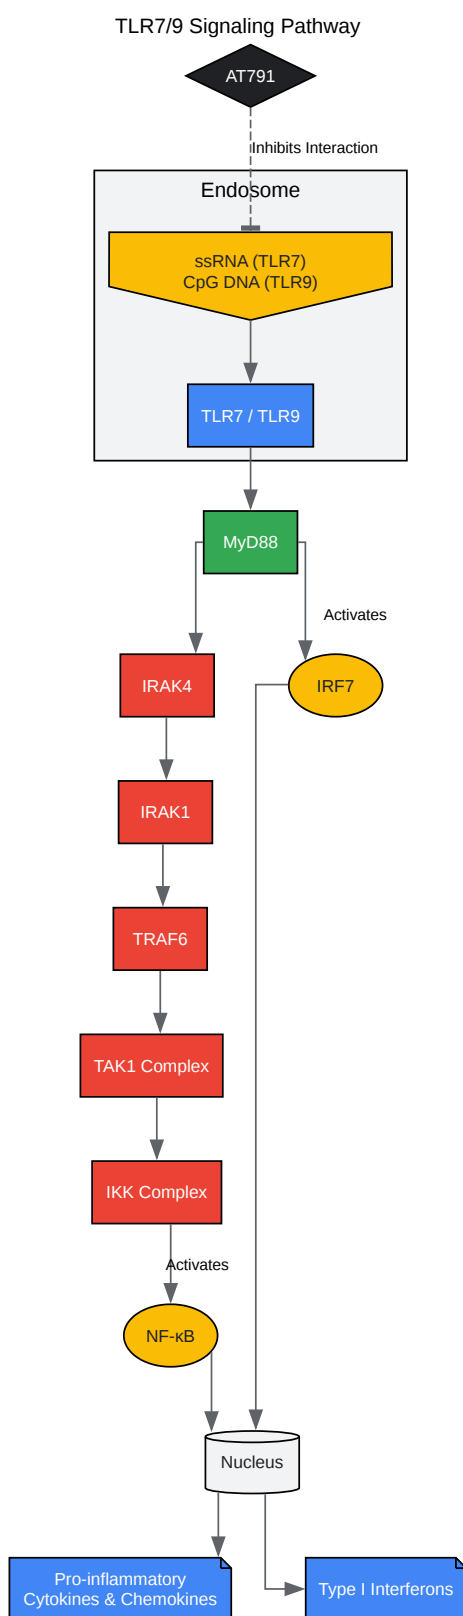 TLR7/9 Signaling Pathway
AT791
Inhibits Interaction
Endosome
ssRNA (TLR7)
CpG DNA (TLR9)
TLR7 / TLR9
MyD88
Activates
IRAK4
IRF7
IRAK1
TRAF6
TAK1 Complex
IKK Complex
Activates
NF-κB
Nucleus
Pro-inflammatory
Cytokines & Chemokines
Type I Interferons